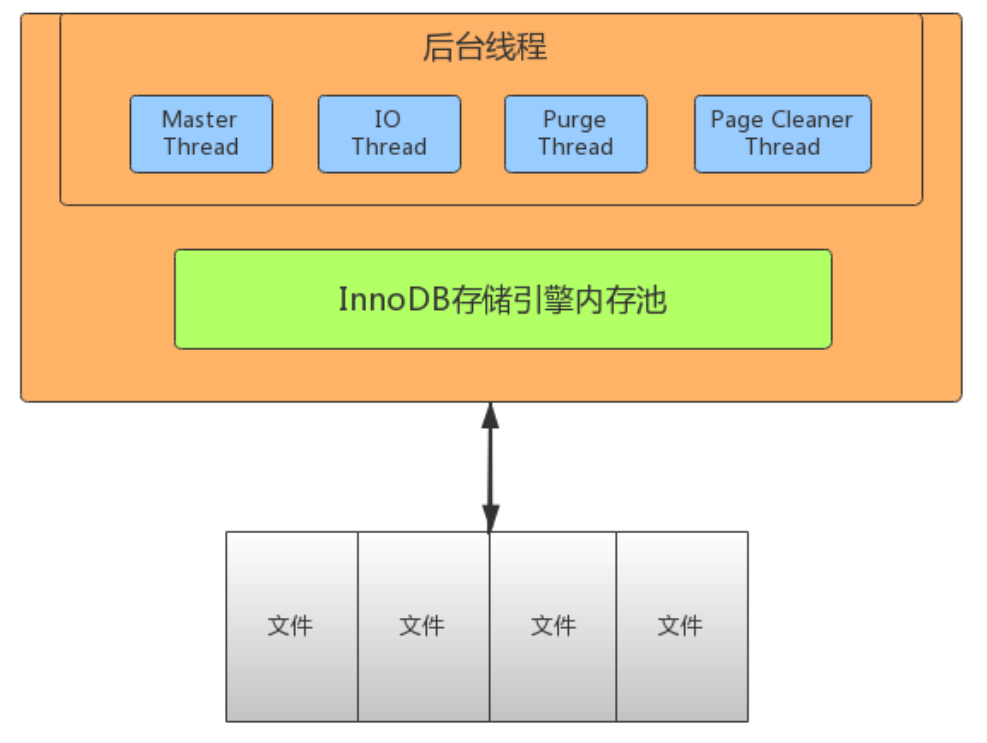 后台线程
Master
Thread
IO
Thread
Purge
Thread
Page Cleaner
Thread
InnoDB存储引擎内存池
文件
文件
文件
文件